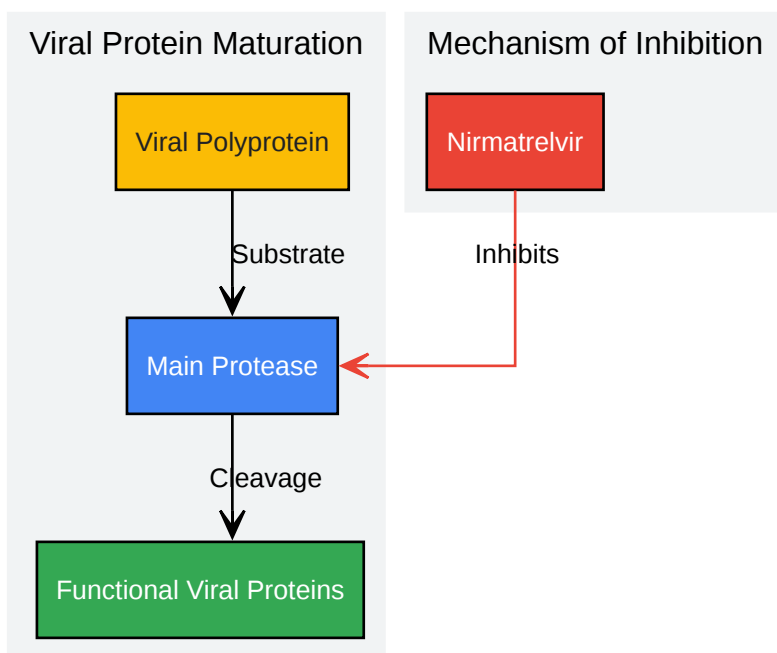 Viral Protein Maturation
Mechanism of Inhibition
Viral Polyprotein
Nirmatrelvir
Substrate
Inhibits
Main Protease
Cleavage
Functional Viral Proteins